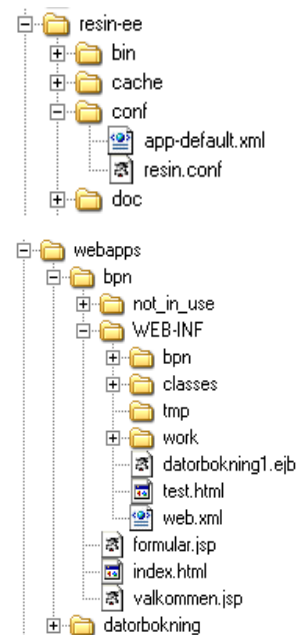 resin-ee
bin
cache
conf
app-default.xml
resin.conf
doc
webapps
bpn
not_in_use
WEB-INF
bpn
classes
tmp
work
datorbokning1.ejb
test.html
web.xml
formular.jsp
index.html
valkommen.jsp
datorbokning